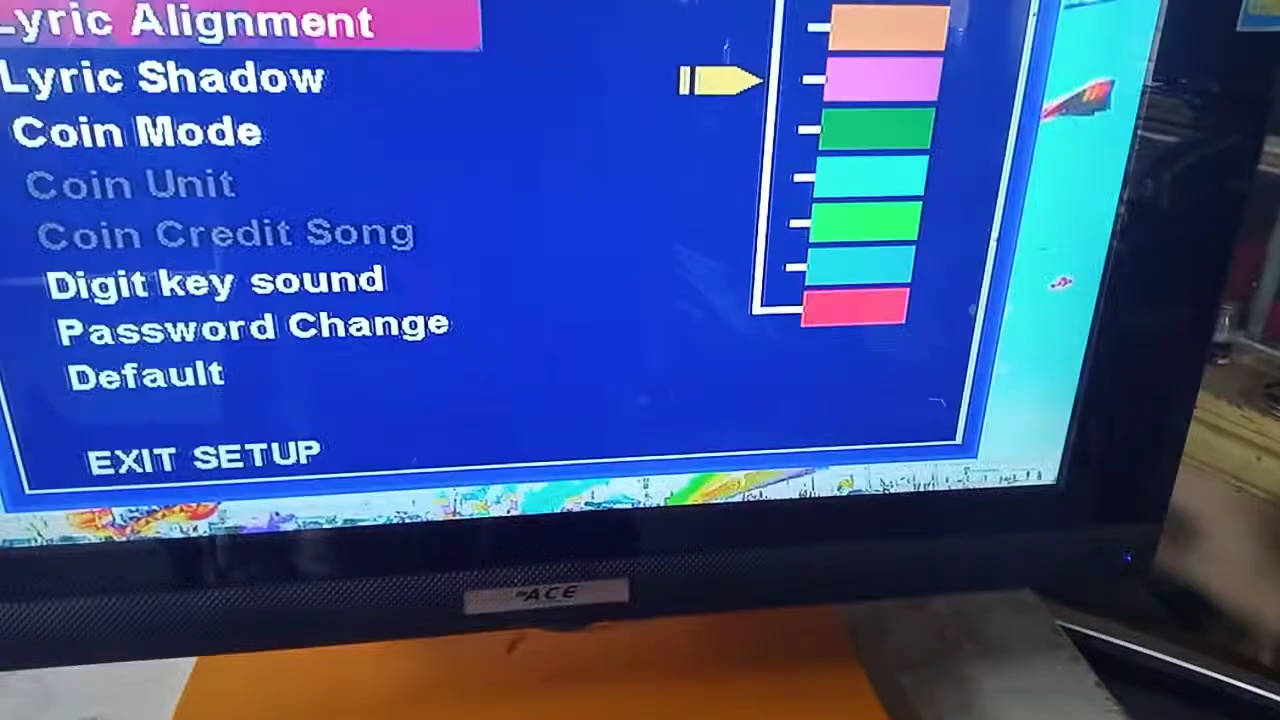 Lyric Alignment
Lyric Shadow
Coin Mode
Coin Unit
Coin Credit Song
Digit key sound
Password Change
Default
EXIT SETUP
ACE